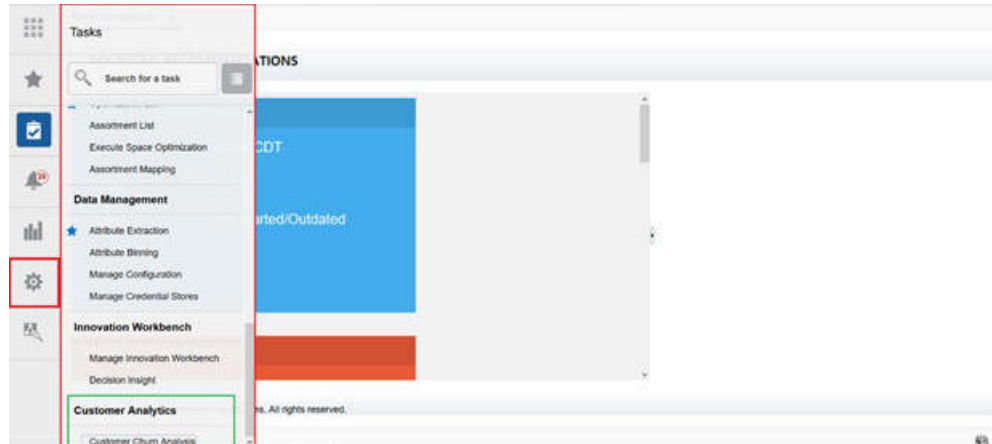 Tasks
Search for a task
Assortment List
Execute Space Optimization
Assortment Mapping
Data Management
Attribute Extraction
Attribute Binning
Manage Configuration
Manage Credential Stores
Innovation Workbench
Manage Innovation Workbench
Decision Insight
Customer Analytics
Customer Churn Analysis
ATIONS
CDT
arted/Outdated
es. All rights reserved.